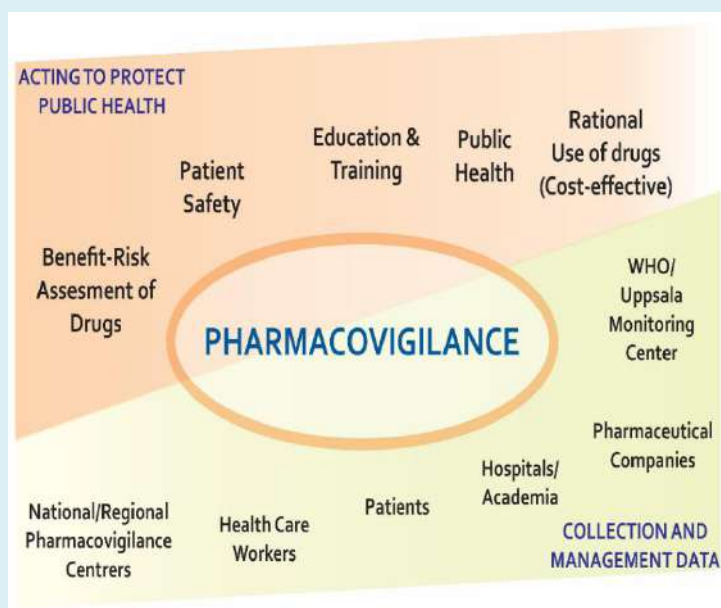 ACTING TO PROTECT
PUBLIC HEALTH
Benefit-Risk
Assesment of
Drugs
Patient
Safety
Education &
Training
Public
Health
Rational
Use of drugs
(Cost-effective)
PHARMACOVIGILANCE
WHO/
Uppsala
Monitoring
Center
Pharmaceutical
Companies
Hospitals/
Academia
Patients
Health Care
Workers
National/Regional
Pharmacovigilance
Centrers
COLLECTION AND
MANAGEMENT DATA